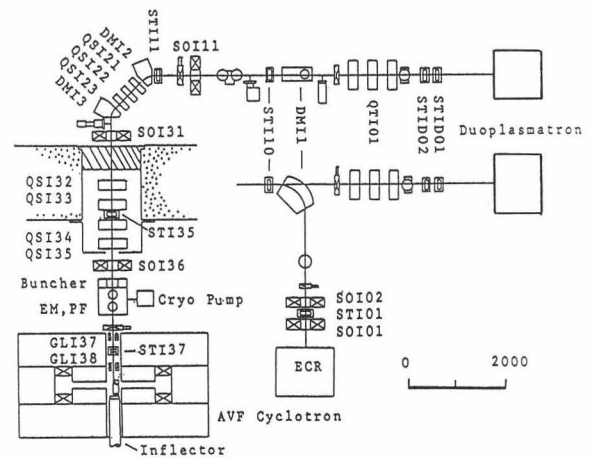 DMI2
QSI21
QSI22
QSI23
DMI3
STI11
SOI11
STI10
DMI1
QTI01
STID02
STID01
Duoplasmatron
SOI31
QSI32
QSI33
STI35
QSI34
QSI35
SOI36
Buncher
EM,PF
Cryo Pump
SOI02
STI01
SOI01
GLI37
GLI38
STI37
ECR
0
2000
AVF Cyclotron
Inflector